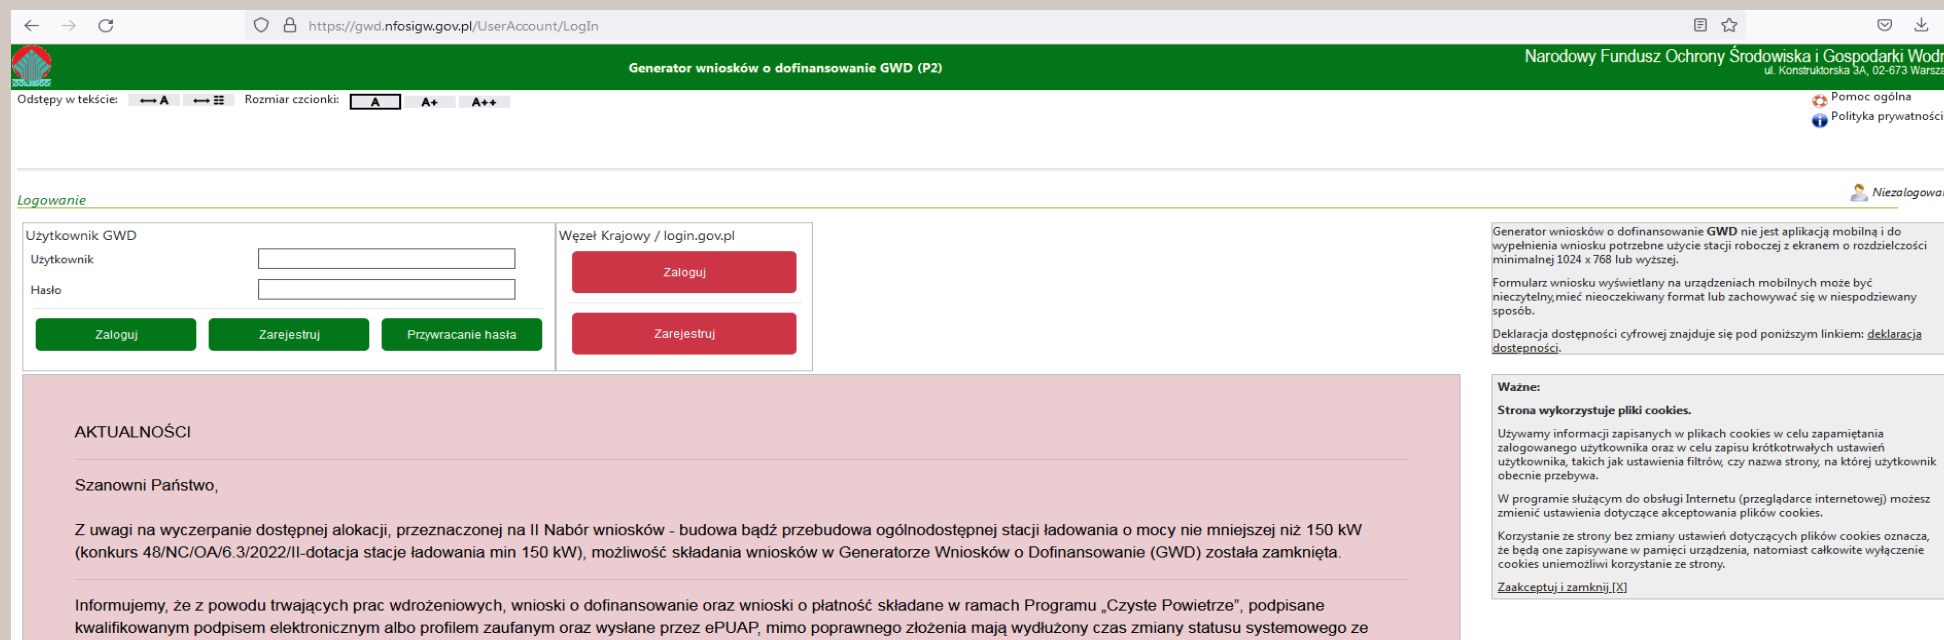 https://gwd.nfosigw.gov.pl/UserAccount/LogIn
Generator wniosków o dofinansowanie GWD (P2)
Narodowy Fundusz Ochrony Środowiska i Gospodarki
ul. Konstruktorska 3A, 02-673
Odstępy w tekście: A Rozmiar czcionki: A A+ A++
Pomoc ogólna
Polityka prywatności
Logowanie
Użytkownik GWD
Użytkownik
Hasło
Zaloguj Zarejestruj Przywracanie hasła
Węzeł Krajowy / login.gov.pl
Zaloguj
Zarejestruj
Generator wniosków o dofinansowanie GWD nie jest aplikacją mobilną i do
wypełnienia wniosku potrzebne użycie stacji roboczej z ekranem o rozdzielczości
minimalnej 1024 x 768 lub wyższej.
Formularz wniosku wyświetlany na urządzeniach mobilnych może być
nieczytelny,mieć nieoczekiwany format lub zachowywać się w niespodziewany
sposób.
Deklaracja dostępności cyfrowej znajduje się pod poniższym linkiem: deklaracja
dostępności.
AKTUALNOŚCI
Szanowni Państwo,
Z uwagi na wyczerpanie dostępnej alokacji, przeznaczonej na II Nabór wniosków - budowa bądź przebudowa ogólnodostępnej stacji ładowania o mocy nie mniejszej niż 150 kW
(konkurs 48/NC/OA/6.3/2022/II-dotacja stacje ładowania min 150 kW), możliwość składania wniosków w Generatorze Wniosków o Dofinansowanie (GWD) została zamknięta.
Informujemy, że z powodu trwających prac wdrożeniowych, wnioski o dofinansowanie oraz wnioski o płatność składane w ramach Programu „Czyste Powietrze”, podpisane
kwalifikowanym podpisem elektronicznym albo profilem zaufanym oraz wysłane przez ePUAP, mimo poprawnego złożenia mają wydłużony czas zmiany statusu systemowego ze
Ważne:
Strona wykorzystuje pliki cookies.
Używamy informacji zapisanych w plikach cookies w celu zapamiętania
zalogowanego użytkownika oraz w celu zapisu krótkotrwałych ustawień
użytkownika, takich jak ustawienia filtrów, czy nazwa strony, na której użytkownik
obecnie przebywa.
W programie służącym do obsługi Internetu (przeglądarce internetowej) możesz
zmienić ustawienia dotyczące akceptowania plików cookies.
Korzystanie ze strony bez zmiany ustawień dotyczących plików cookies oznacza,
że będą one zapisywane w pamięci urządzenia, natomiast całkowite wyłączenie
cookies uniemożliwi korzystanie ze strony.
Zaakceptuj i zamknij [X]